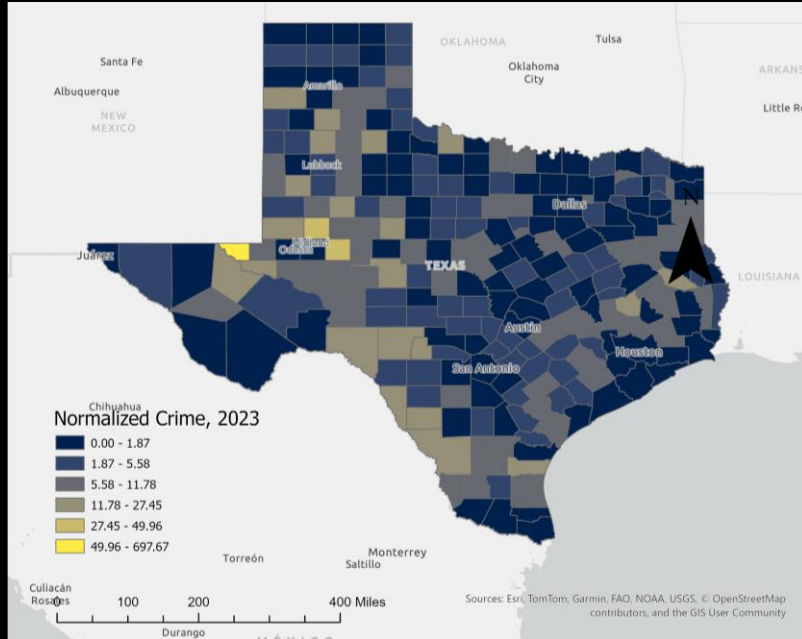 OKLAHOMA
Tulsa
Santa Fe
Oklahoma
City
ARKANS
Amarillo
Albuquerque
NEW
MEXICO
Little Ro
Lubbock
N
Dallas
Juárez
Odessa
TEXAS
LOUISIANA
Austin
Houston
San Antonio
Chihuahua
Normalized Crime, 2023
0.00 - 1.87
1.87 - 5.58
5.58 - 11.78
11.78 - 27.45
27.45 - 49.96
49.96 - 697.67
Monterrey
Torreón
Saltillo
Culiacán
Rosales
0 100 200 400 Miles
Sources: Esri, TomTom, Garmin, FAO, NOAA, USGS, © OpenStreetMap
contributors, and the GIS User Community
Durango
MÉXICO